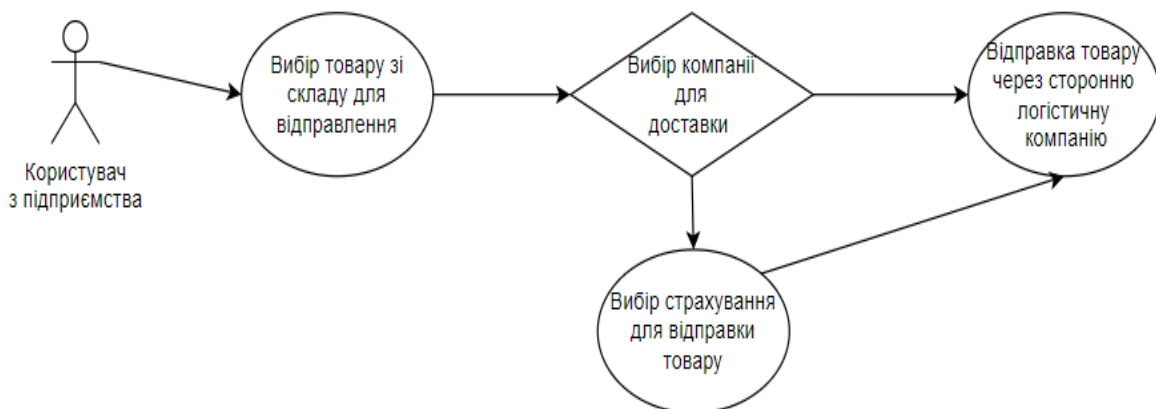 Користувач
з підприємства
Вибір товару зі
складу для
відправлення
Вибір компанії
для
доставки
Відправка товару
через сторонню
логістичну
компанію
Вибір страхування
для відправки
товару